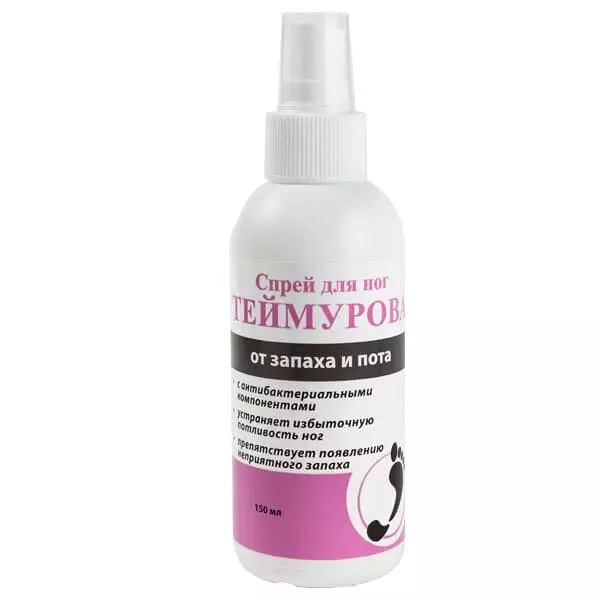 Спрей для ног
ТЕЙМУРОВА
от запаха и пота
· с антибактериальными
компонентами
· устраняет избыточную
потливость ног
· препятствует появлению
неприятного запаха
150 мл